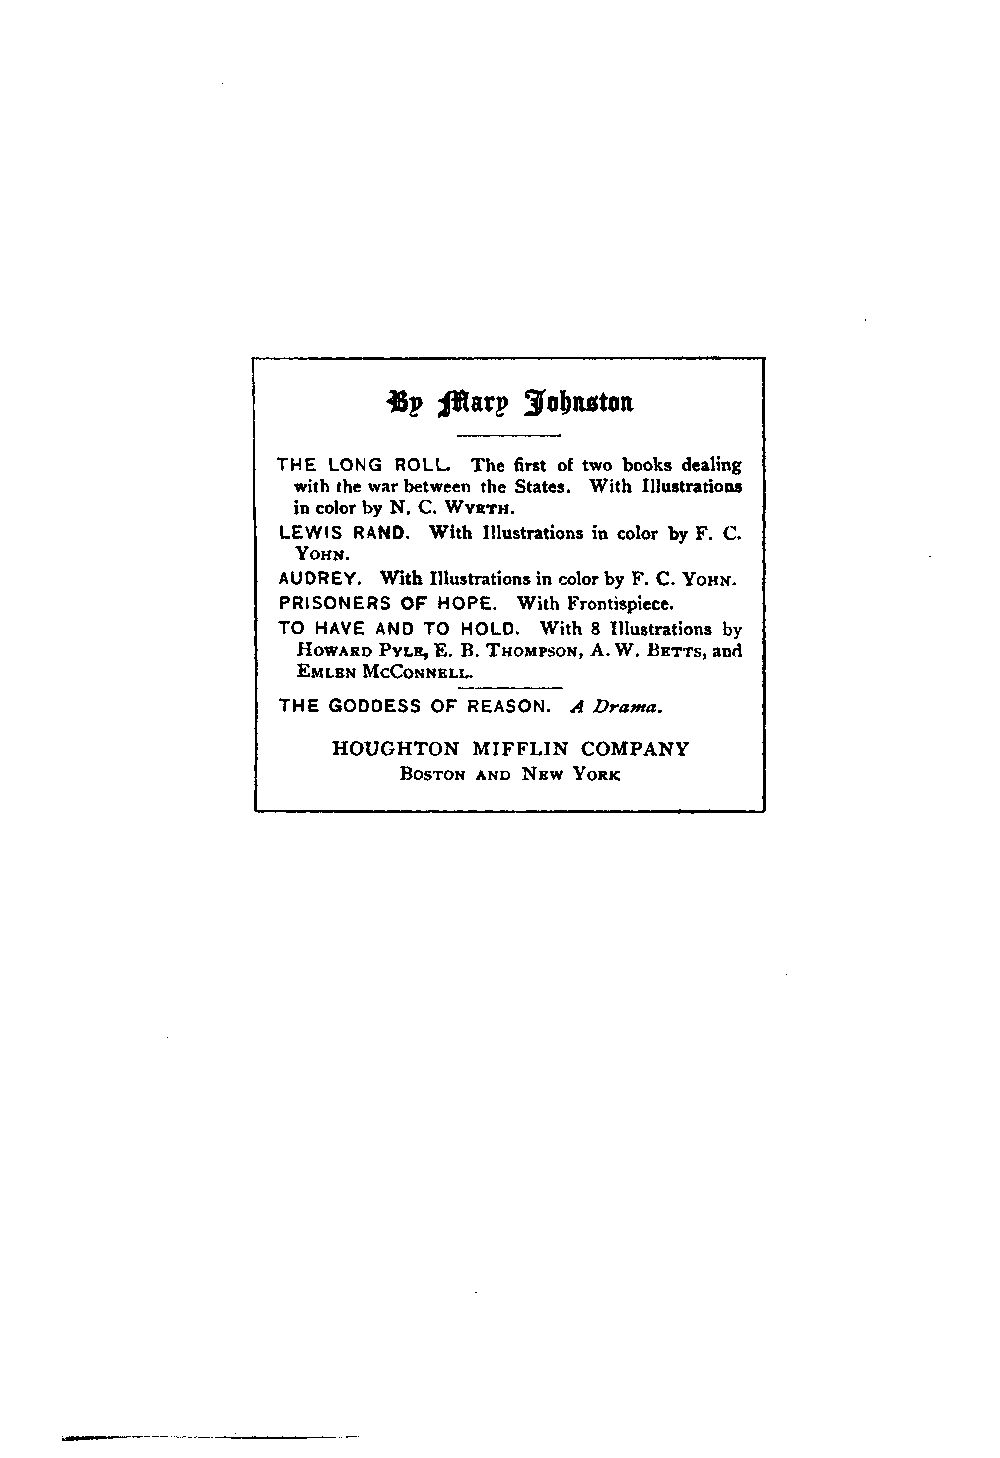 By Mary Johnston
THE LONG ROLL. The first of two books dealing
with the war between the States. With Illustrations
in color by N. C. WYETH.
LEWIS RAND. With Illustrations in color by F. C.
YOHN.
AUDREY. With Illustrations in color by F. C. YOHN.
PRISONERS OF HOPE. With Frontispiece.
TO HAVE AND TO HOLD. With 8 Illustrations by
HOWARD PYLE, E. B. THOMPSON, A. W. BETTS, and
EMLEN MCCONNELL.
THE GODDESS OF REASON. A Drama.
HOUGHTON MIFFLIN COMPANY
BOSTON AND NEW YORK